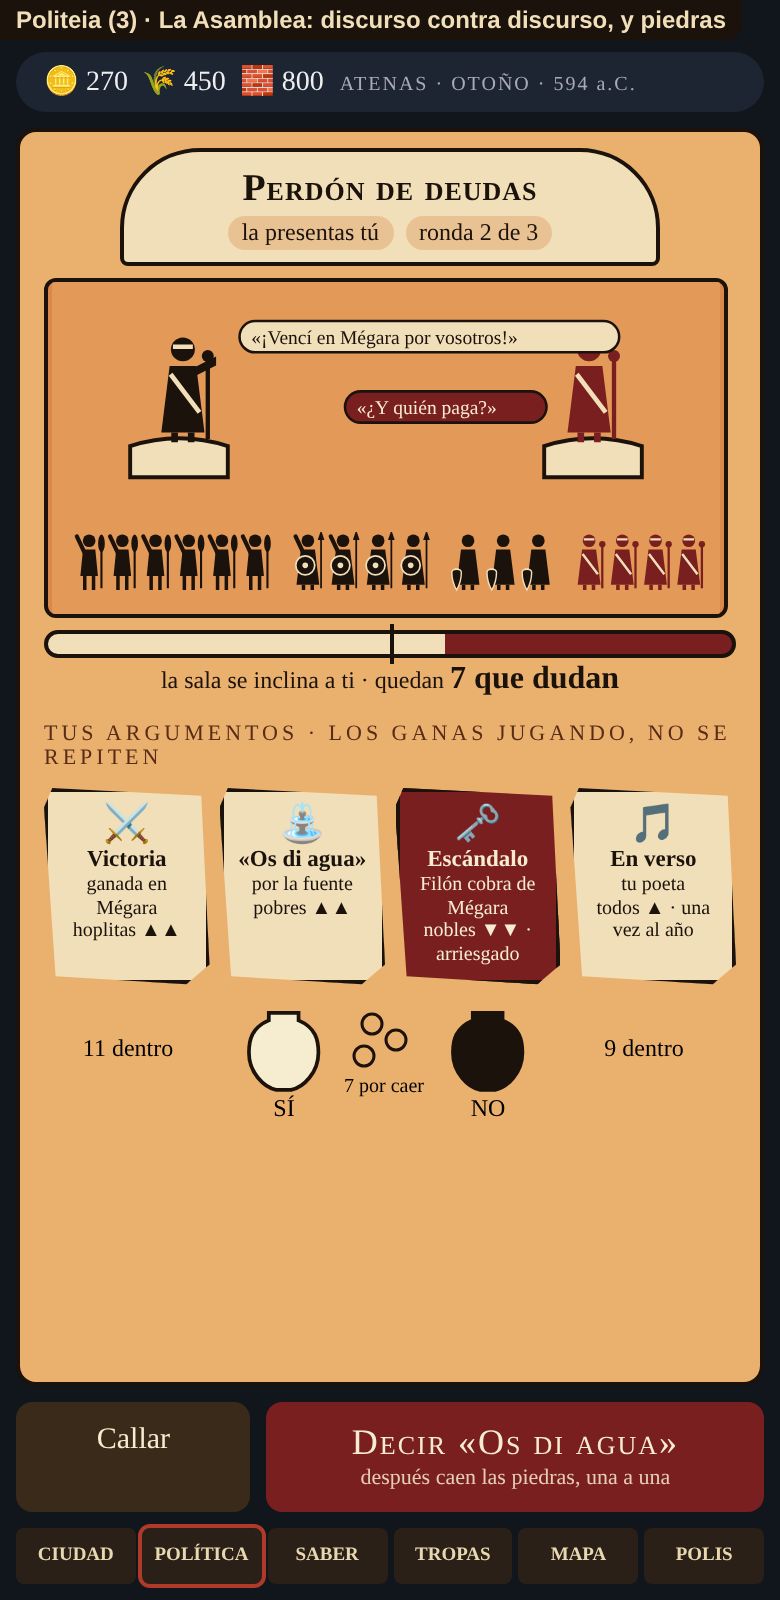 Politeia (3) · La Asamblea: discurso contra discurso, y piedras
270 450 800 ATENAS · OTOÑO · 594 a.C.
Perdón de deudas
la presentas tú ronda 2 de 3
«¡Vencí en Mégara por vosotros!»
«¿Y quién paga?»
la sala se inclina a ti · quedan 7 que dudan
TUS ARGUMENTOS · LOS GANAS JUGANDO, NO SE
REPITEN
Victoria
ganada en
Mégara
hoplitas ▲▲
«Os di agua»
por la fuente
pobres ▲▲
Escándalo
Filón cobra de
Mégara
nobles ▼▼ ·
arriesgado
En verso
tu poeta
todos ▲ · una
vez al año
11 dentro
SÍ
7 por caer
NO
9 dentro
Callar
Decir «Os di agua»
después caen las piedras, una a una
CIUDAD POLÍTICA SABER TROPAS MAPA POLIS